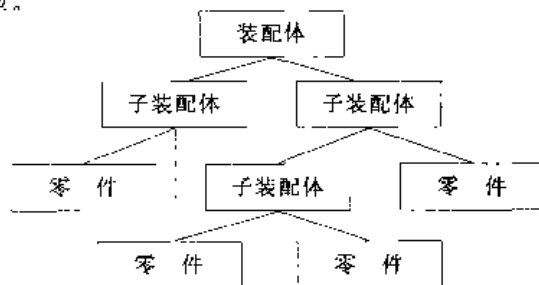 装配体
子装配体 子装配体
零 件 子装配体 零 件
零 件 零 件